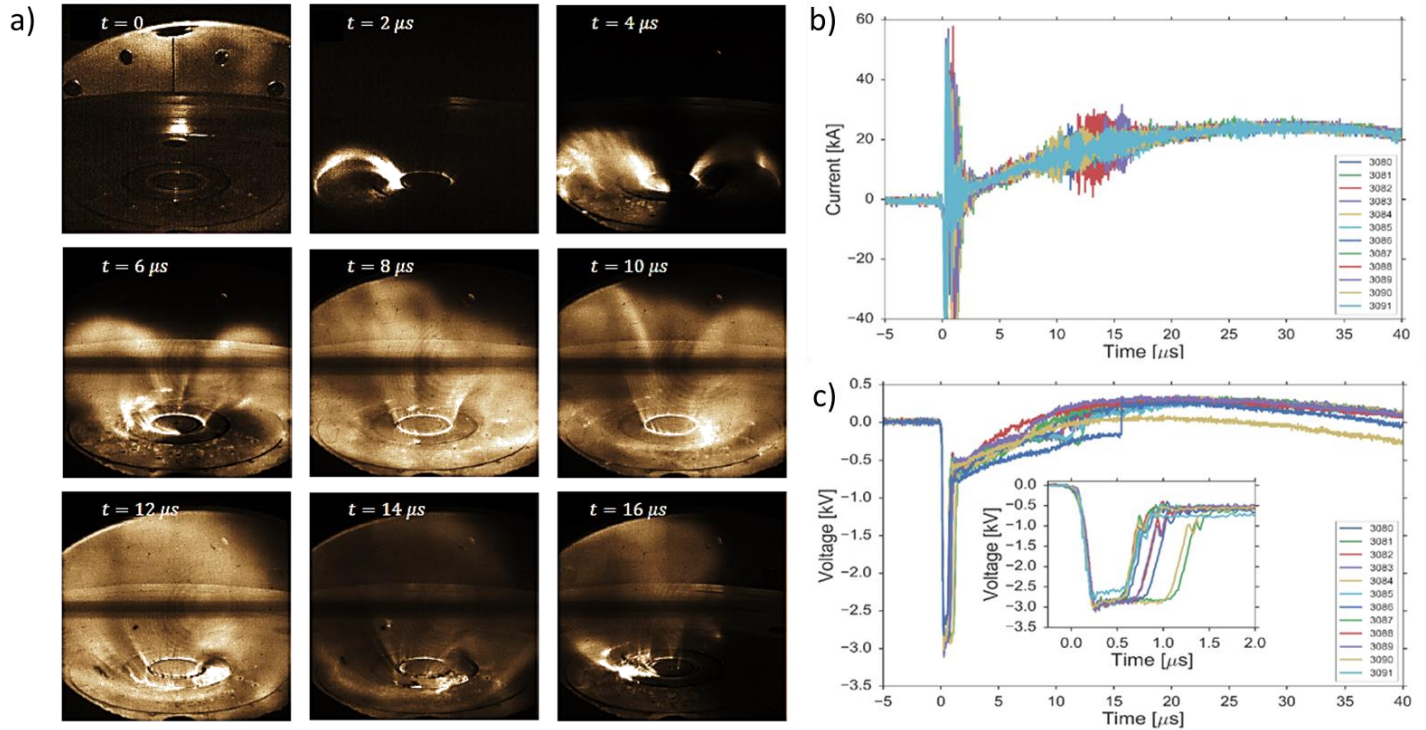 a)
t = 0
t = 2 μs
t = 4 μs
t = 6 μs
t = 8 μs
t = 10 μs
t = 12 μs
t = 14 μs
t = 16 μs
b)
60
40
20
0
−20
−40
Current [kA]
−5 0 5 10 15 20 25 30 35 40
Time [μs]
3080
3081
3082
3083
3084
3085
3086
3087
3088
3089
3090
3091
c)
0.5
0.0
−0.5
−1.0
−1.5
−2.0
−2.5
−3.0
−3.5
Voltage [kV]
−5 0 5 10 15 20 25 30 35 40
Time [μs]
0.0
−0.5
−1.0
−1.5
−2.0
−2.5
−3.0
−3.5
Voltage [kV]
0.0 0.5 1.0 1.5 2.0
Time [μs]
3080
3081
3082
3083
3084
3085
3086
3087
3088
3089
3090
3091